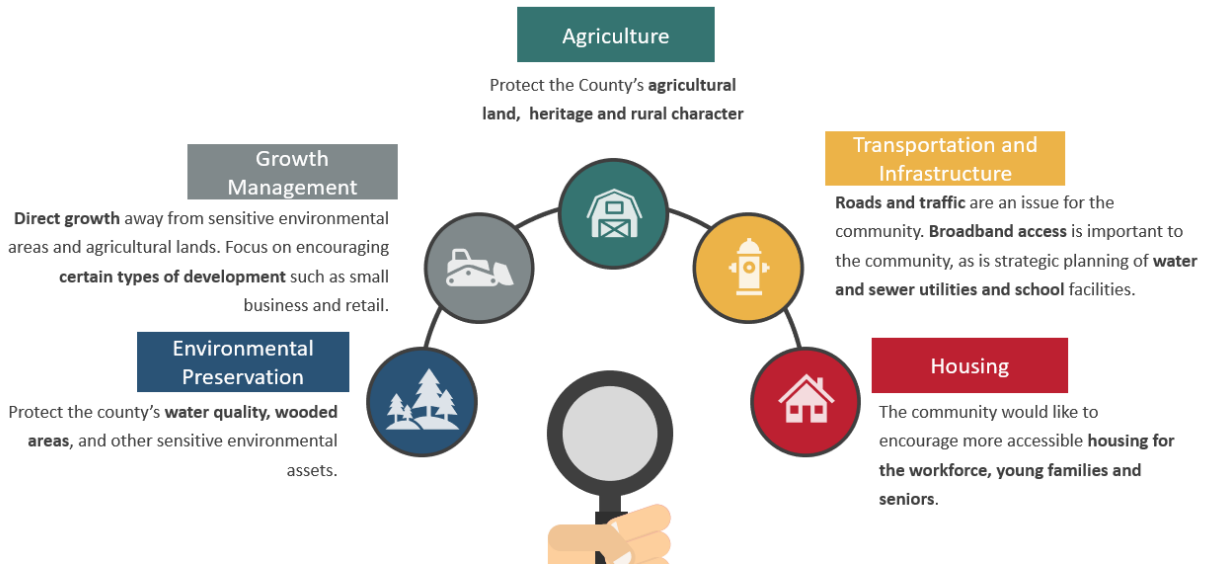 Agriculture
Protect the County’s agricultural
land, heritage and rural character
Growth
Management
Direct growth away from sensitive environmental
areas and agricultural lands. Focus on encouraging
certain types of development such as small
business and retail.
Environmental
Preservation
Protect the county’s water quality, wooded
areas, and other sensitive environmental
assets.
Transportation and
Infrastructure
Roads and traffic are an issue for the
community. Broadband access is important to
the community, as is strategic planning of water
and sewer utilities and school facilities.
Housing
The community would like to
encourage more accessible housing for
the workforce, young families and
seniors.